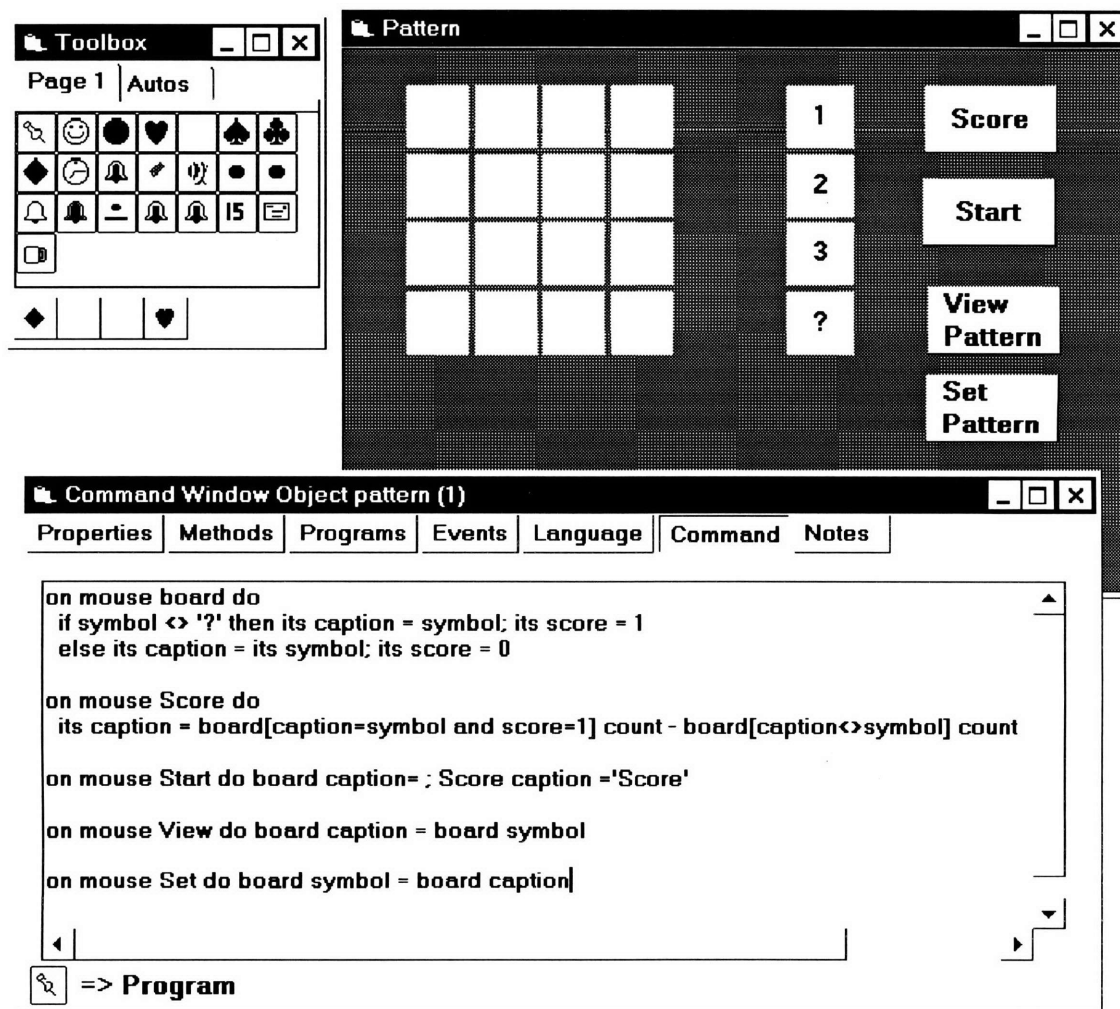 Toolbox
Page 1 Autos
15
Pattern
1
2
3
?
Score
Start
View
Pattern
Set
Pattern
Command Window Object pattern (1)
Properties Methods Programs Events Language Command Notes
on mouse board do
if symbol <> '?' then its caption = symbol; its score = 1
else its caption = its symbol; its score = 0
on mouse Score do
its caption = board[caption=symbol and score=1] count - board[caption<>symbol] count
on mouse Start do board caption= ; Score caption ='Score'
on mouse View do board caption = board symbol
on mouse Set do board symbol = board caption
=> Program